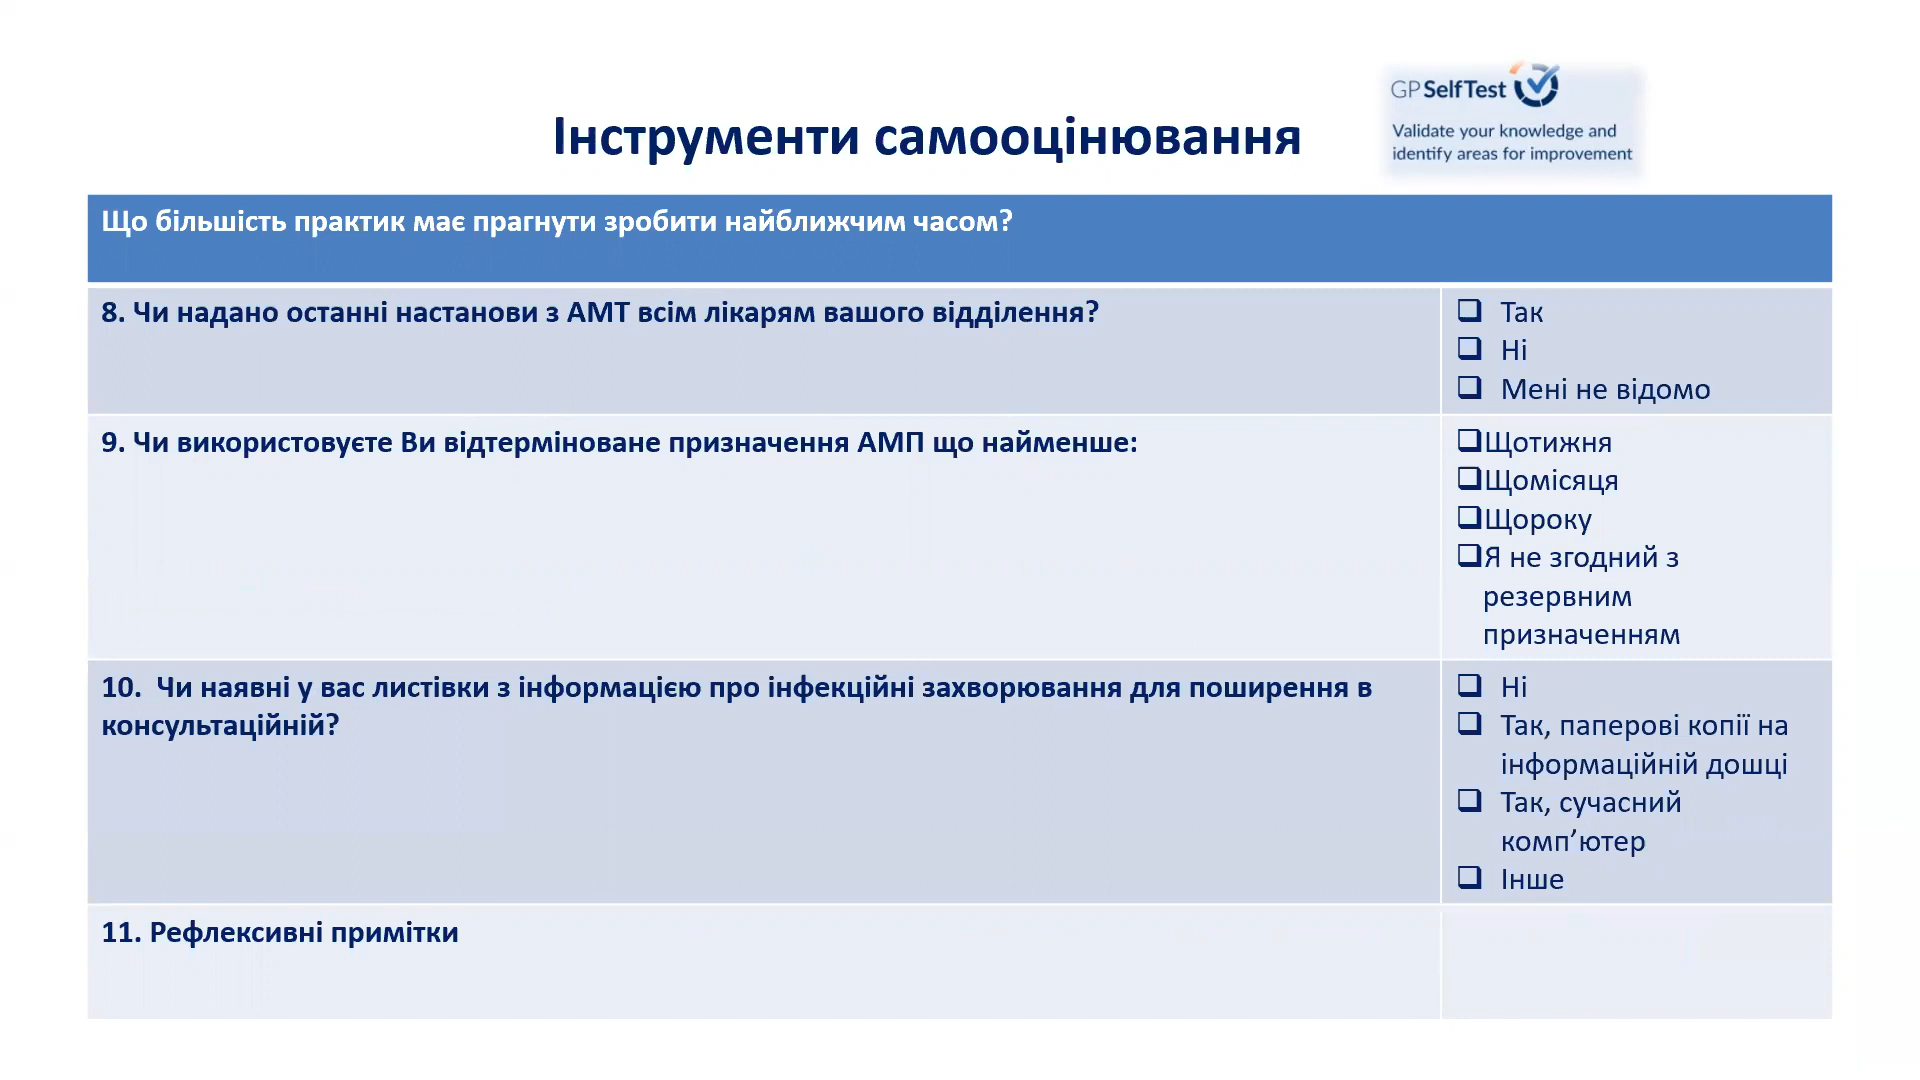 GP SelfTest
Validate your knowledge and
identify areas for improvement
Інструменти самооцінювання
Що більшість практик має прагнути зробити найближчим часом?
8. Чи надано останні настанови з АМТ всім лікарям вашого відділення?
Так
Ні
Мені не відомо
9. Чи використовуєте Ви відтерміноване призначення АМП що найменше:
Щотижня
Щомісяця
Щороку
Я не згодний з
резервним
призначенням
10. Чи наявні у вас листівки з інформацією про інфекційні захворювання для поширення в
консультаційній?
Ні
Так, паперові копії на
інформаційній дошці
Так, сучасний
комп’ютер
Інше
11. Рефлексивні примітки